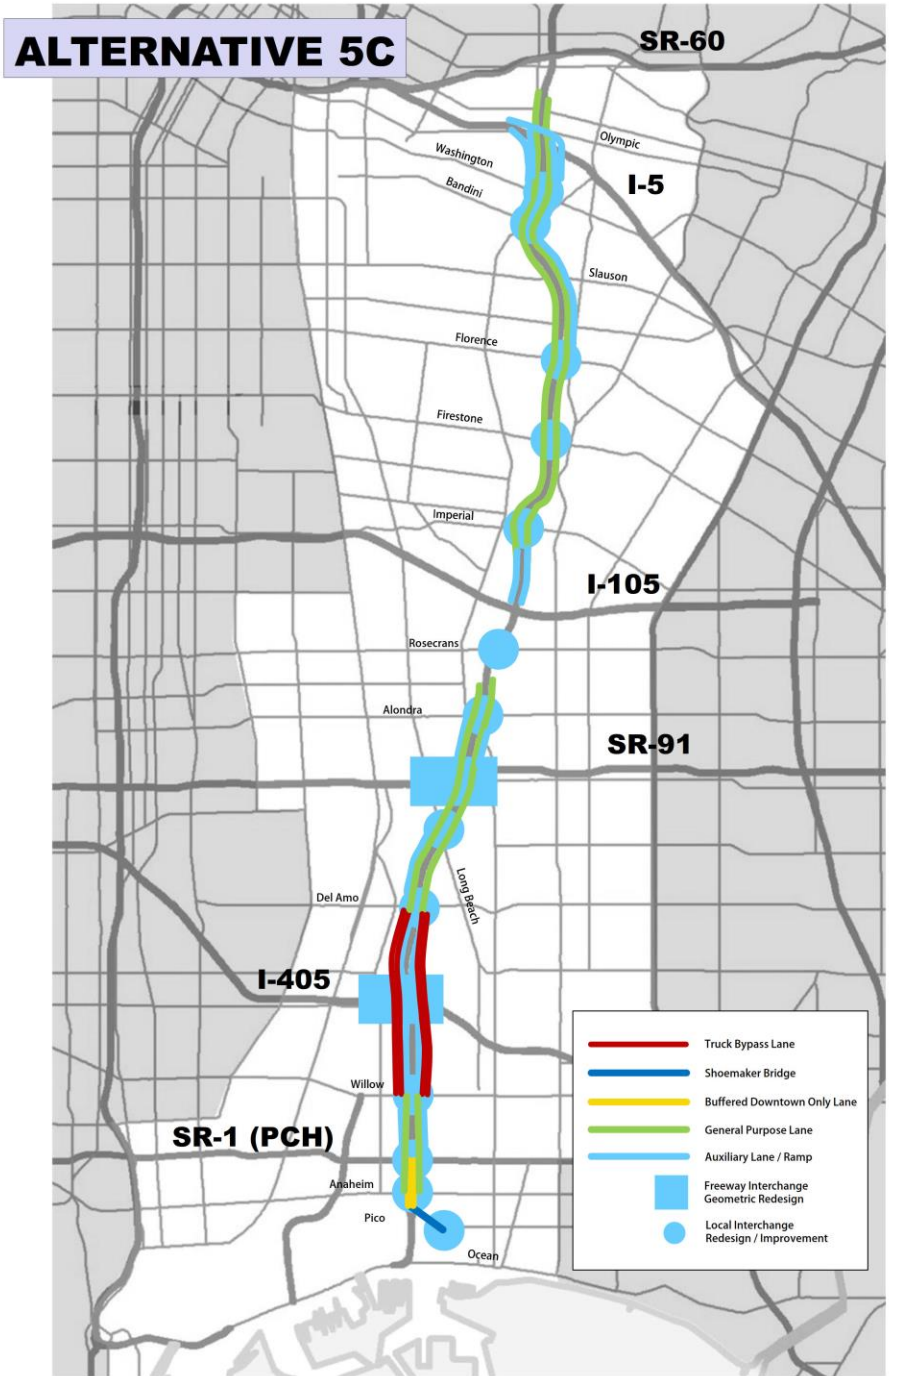 ALTERNATIVE 5C
SR-60
Olympic
Washington
I-5
Bandini
Slauson
Florence
Firestone
Imperial
I-105
Rosecrans
Alondra
SR-91
Del Amo
Long Beach
I-405
Willow
SR-1 (PCH)
Anaheim
Pico
Ocean
Truck Bypass Lane
Shoemaker Bridge
Buffered Downtown Only Lane
General Purpose Lane
Auxiliary Lane / Ramp
Freeway Interchange
Geometric Redesign
Local Interchange
Redesign / Improvement